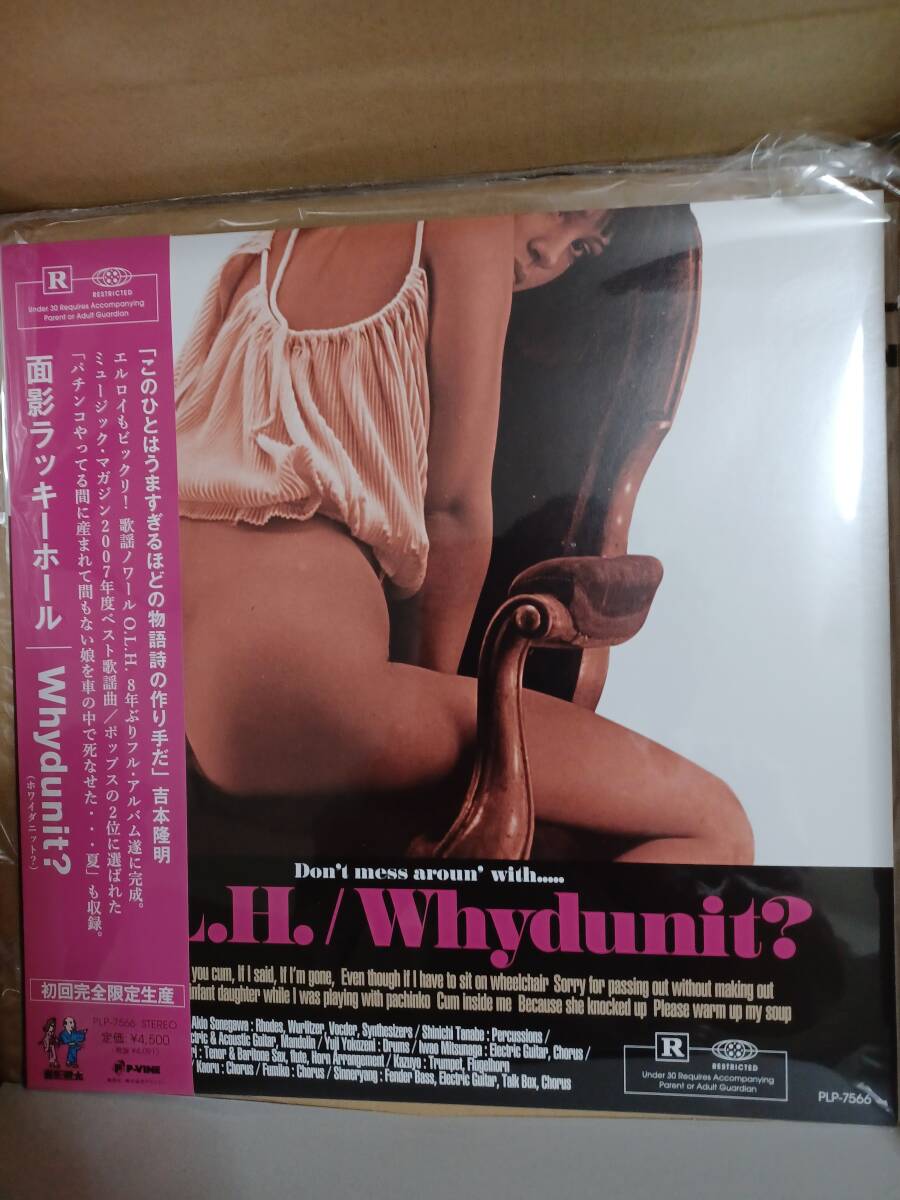 R
RESTRICTED
Under 30 Requires Accompanying
Parent or Adult Guardian
「このひとはうますぎるほどの物語詩の作り手だ」吉本隆明
エルロイもビックリ! 歌謡ノワール O.L.H. 8年ぶりフル・アルバム遂に完成。
ミュージック・マガジン2007年度ベスト歌謡曲/ポップスの2位に選ばれた
「パチンコやってる間に産まれて間もない娘を車の中で死なせた・・・夏」も収録。
面影ラッキーホール
Whydunit?
(ホワイダニット?)
初回完全限定生産
PLP-7566 STEREO
定価:¥4,500
P-VINE
Don't mess aroun' with.....
L.H. / Whydunit?
you cum, If I said, If I'm gone, Even though if I have to sit on wheelchair Sorry for passing out without making out
infant daughter while I was playing with pachinko Cum inside me Because she knocked up Please warm up my soup
Aldo Sonegawa : Rhodes, Wurlitzer, Vocoder, Synthesizers / Shinichi Tanabe : Percussions /
& Acoustic Guitar, Mandolin / Yuji Yokozeki : Drums / Iwao Mitsunaga : Electric Guitar, Chorus /
: Tenor & Baritone Sax, flute, Horn Arrangement / Kazuyo : Trumpet, Flugelhorn
/ Kaoru : Chorus / Fumiko : Chorus / Sinneryang : Fender Bass, Electric Guitar, Talk Box, Chorus
R
RESTRICTED
Under 30 Requires Accompanying
Parent or Adult Guardian
PLP-7566